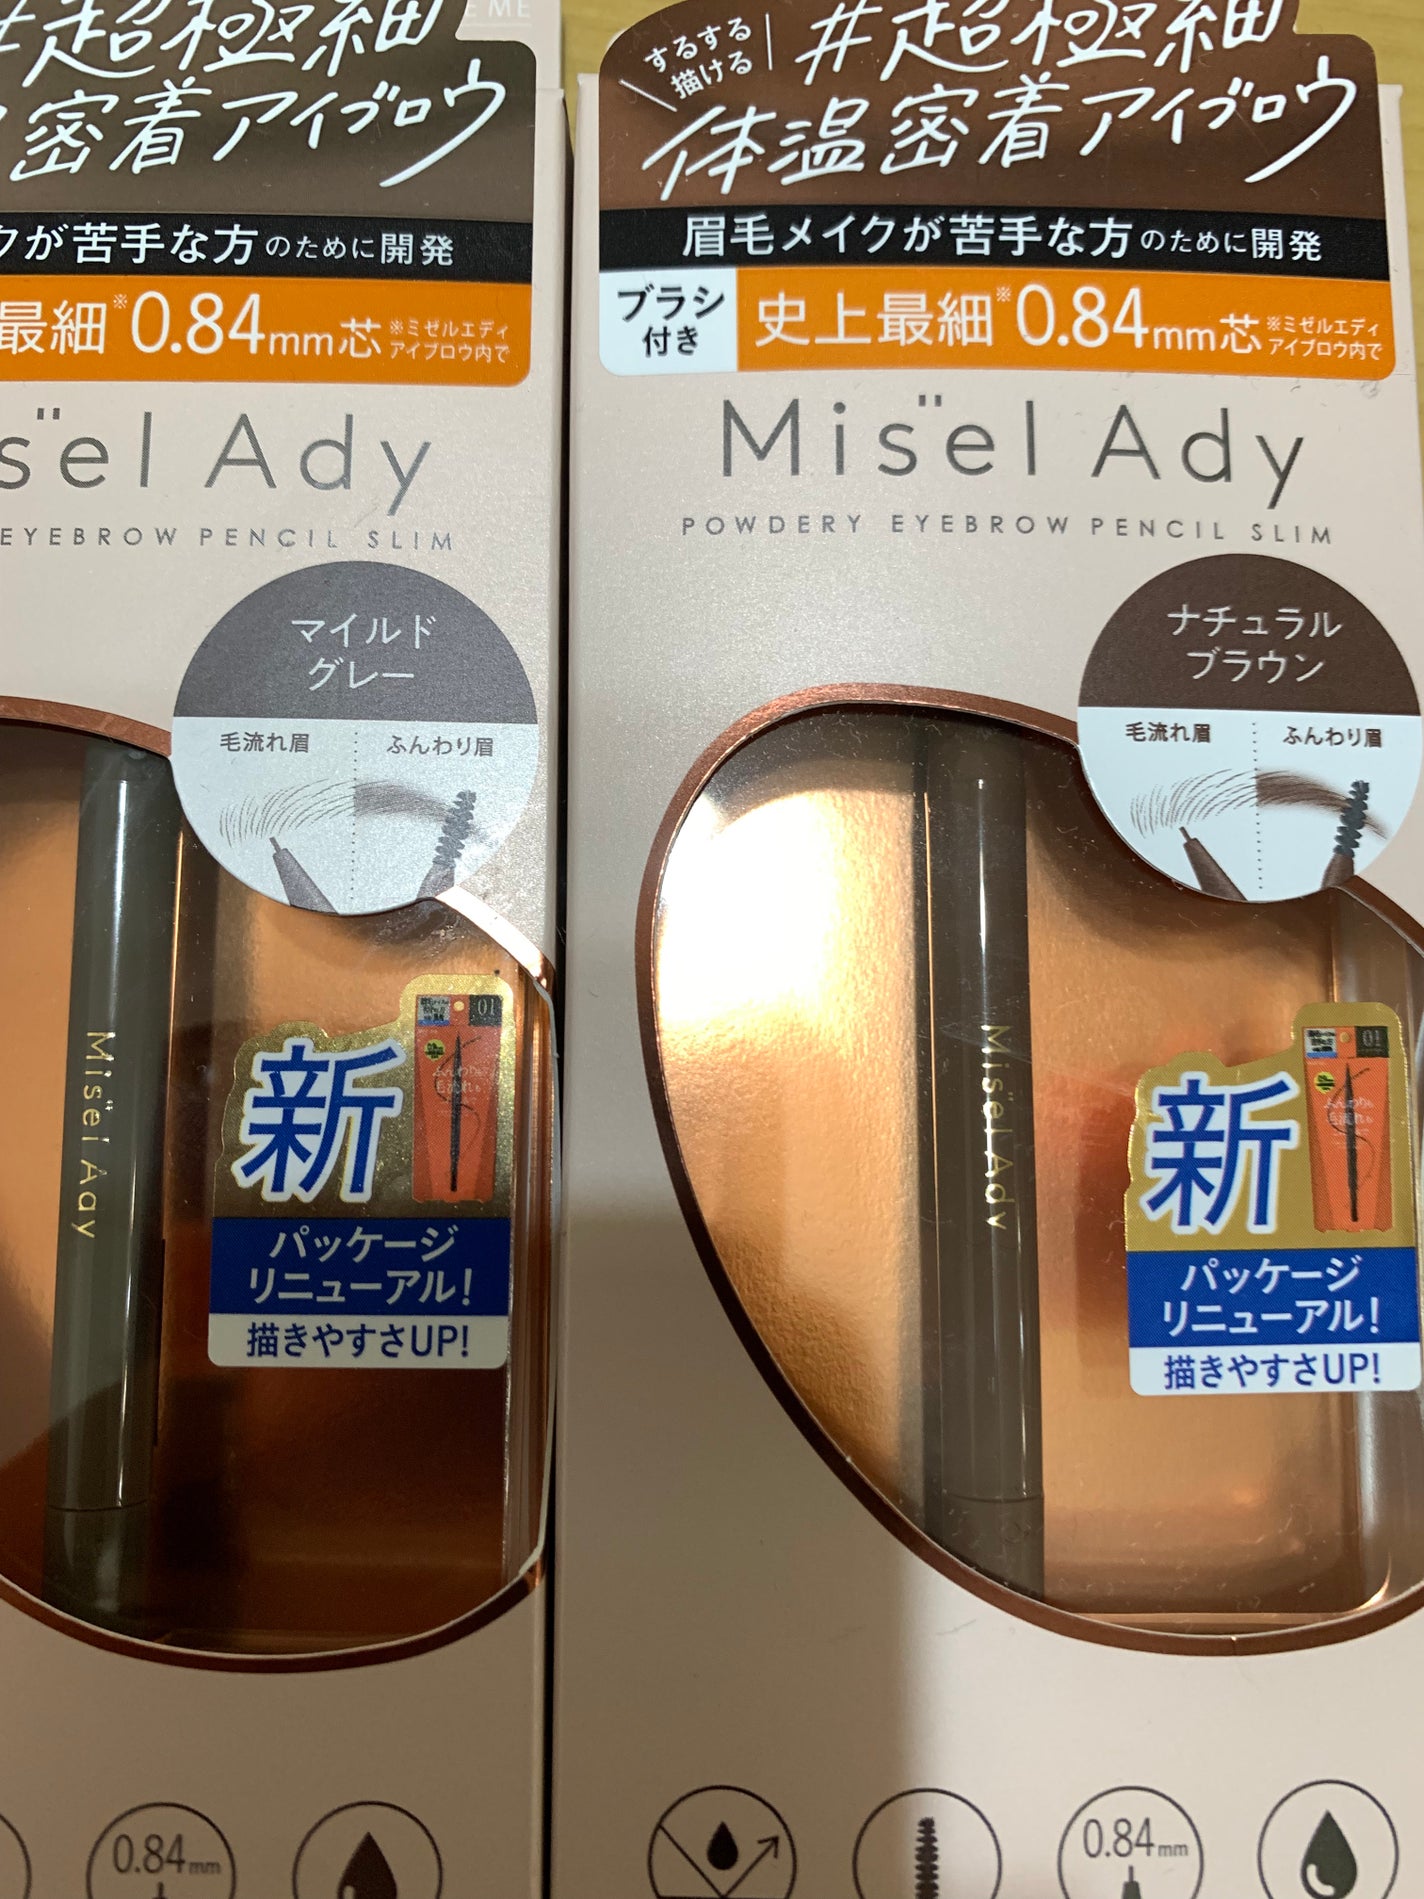 EME
#超極細
密着アイブロウ
クが苦手な方のために開発
最細※0.84mm芯 ※ミゼルエディ
アイブロウ内で
sel Ady
EYEBROW PENCIL SLIM
マイルド
グレー
毛流れ眉 ふんわり眉
Misel Ady
01
新
パッケージ
リニューアル!
描きやすさUP!
0.84mm
するする
描ける
#超極細
体温密着アイブロウ
眉毛メイクが苦手な方のために開発
ブラシ
付き
史上最細※0.84mm芯 ※ミゼルエディ
アイブロウ内で
Misel Ady
POWDERY EYEBROW PENCIL SLIM
ナチュラル
ブラウン
毛流れ眉 ふんわり眉
Misel Ady
01
新
パッケージ
リニューアル!
描きやすさUP!
0.84mm